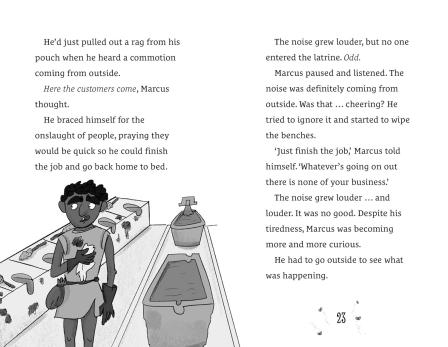 He'd just pulled out a rag from his
pouch when he heard a commotion
coming from outside.
Here the customers come, Marcus
thought.
He braced himself for the
onslaught of people, praying they
would be quick so he could finish
the job and go back home to bed.
The noise grew louder, but no one
entered the latrine. Odd.
Marcus paused and listened. The
noise was definitely coming from
outside. Was that ... cheering? He
tried to ignore it and started to wipe
the benches.
‘Just finish the job,’ Marcus told
himself. ‘Whatever's going on out
there is none of your business.’
The noise grew louder ... and
louder. It was no good. Despite his
tiredness, Marcus was becoming
more and more curious.
He had to go outside to see what
was happening.
23